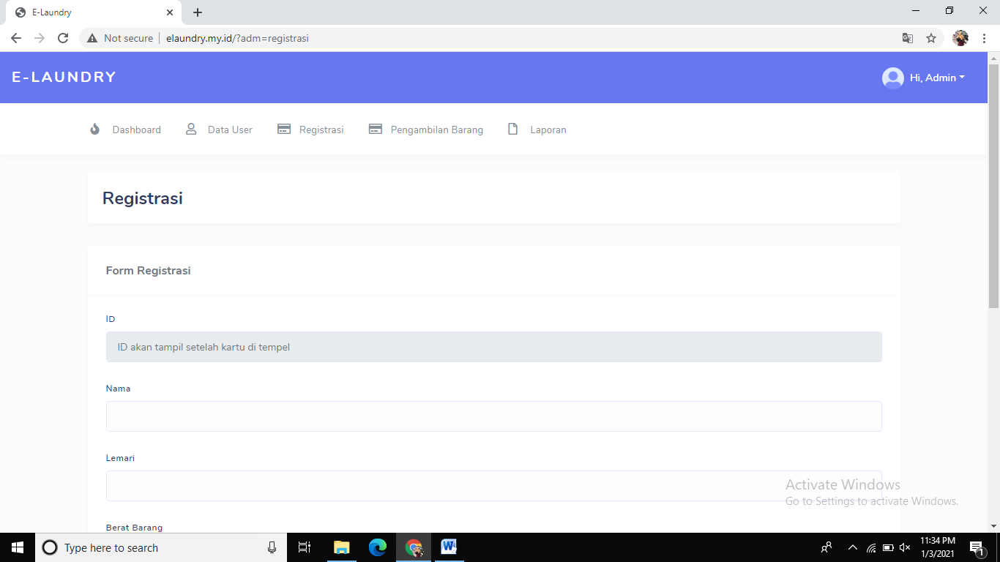 E-Laundry
Not secure
elaundry.my.id/?adm=registrasi
E-LAUNDRY
Hi, Admin
Dashboard
Data User
Registrasi
Pengambilan Barang
Laporan
Registrasi
Form Registrasi
ID
ID akan tampil setelah kartu di tempel
Nama
Lemari
Berat Barang
Activate Windows
Go to Settings to activate Windows.
Type here to search
11:34 PM
1/3/2021
1